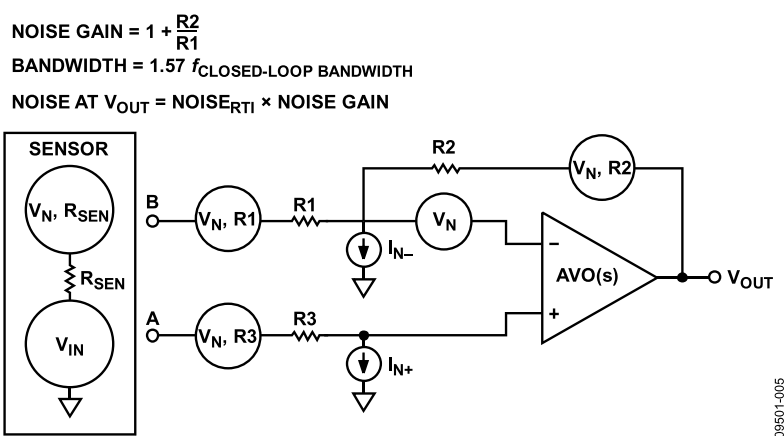 NOISE GAIN = 1 + R2/R1
BANDWIDTH = 1.57 fCLOSED-LOOP BANDWIDTH
NOISE AT VOUT = NOISERTI × NOISE GAIN
SENSOR
VN, RSEN
RSEN
VIN
B
VN, R1
R1
R2
VN, R2
VN
IN–
A
VN, R3
R3
IN+
–
AVO(s)
+
VOUT
09501-005